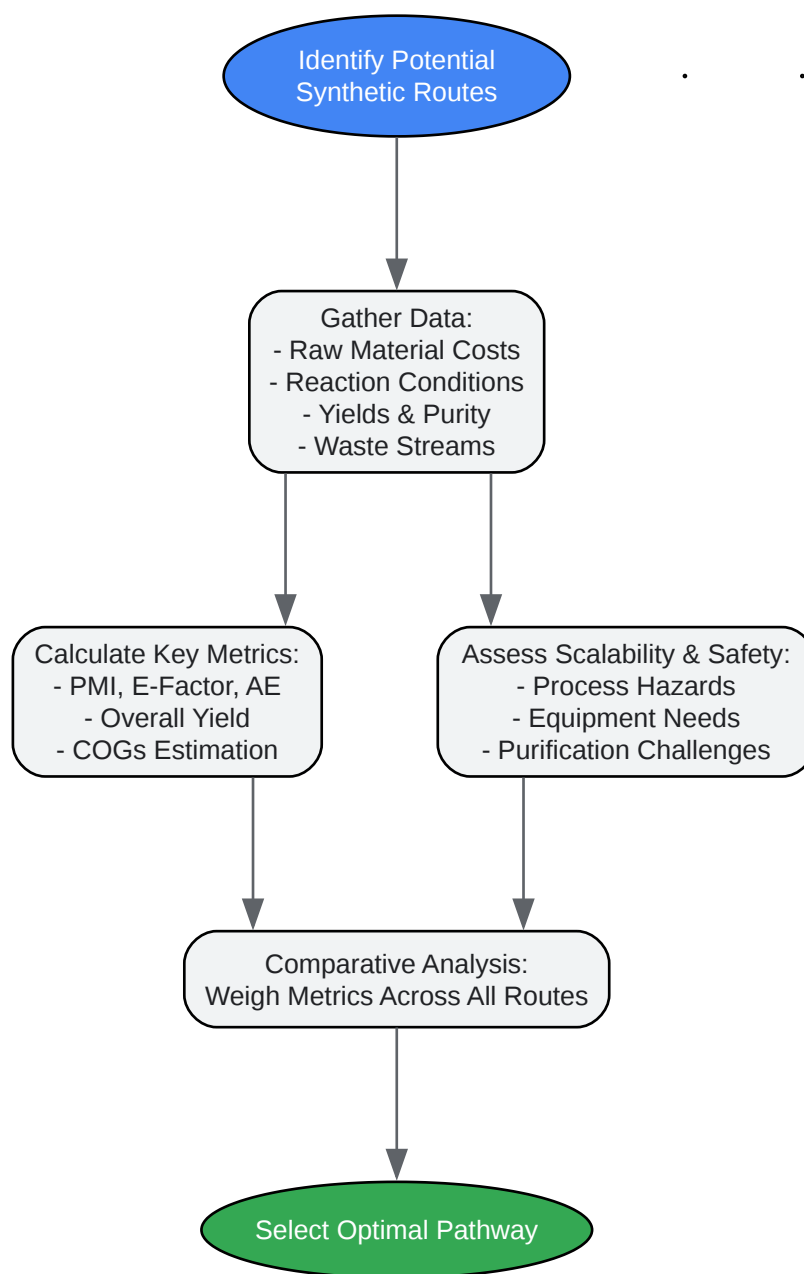 Identify Potential
Synthetic Routes
Gather Data:
- Raw Material Costs
- Reaction Conditions
- Yields & Purity
- Waste Streams
Calculate Key Metrics:
- PMI, E-Factor, AE
- Overall Yield
- COGs Estimation
Assess Scalability & Safety:
- Process Hazards
- Equipment Needs
- Purification Challenges
Comparative Analysis:
Weigh Metrics Across All Routes
Select Optimal Pathway